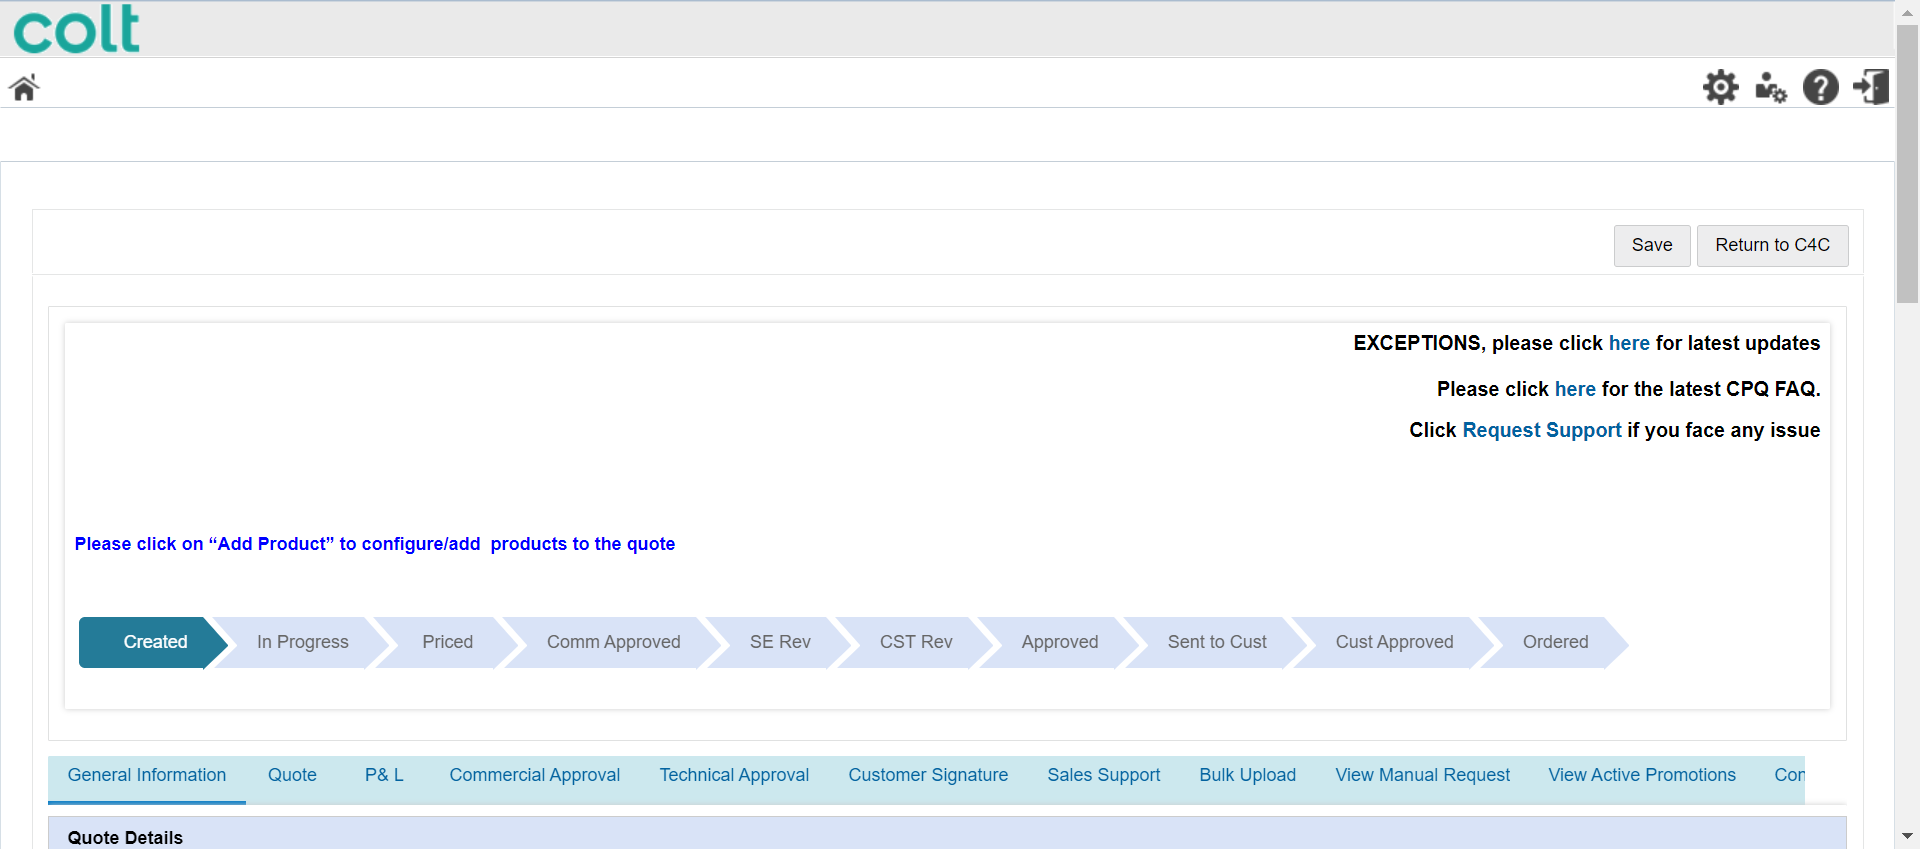 colt
Save
Return to C4C
EXCEPTIONS, please click here for latest updates
Please click here for the latest CPQ FAQ.
Click Request Support if you face any issue
Please click on “Add Product” to configure/add  products to the quote
Created
In Progress
Priced
Comm Approved
SE Rev
CST Rev
Approved
Sent to Cust
Cust Approved
Ordered
General Information
Quote
P& L
Commercial Approval
Technical Approval
Customer Signature
Sales Support
Bulk Upload
View Manual Request
View Active Promotions
Con
Quote Details